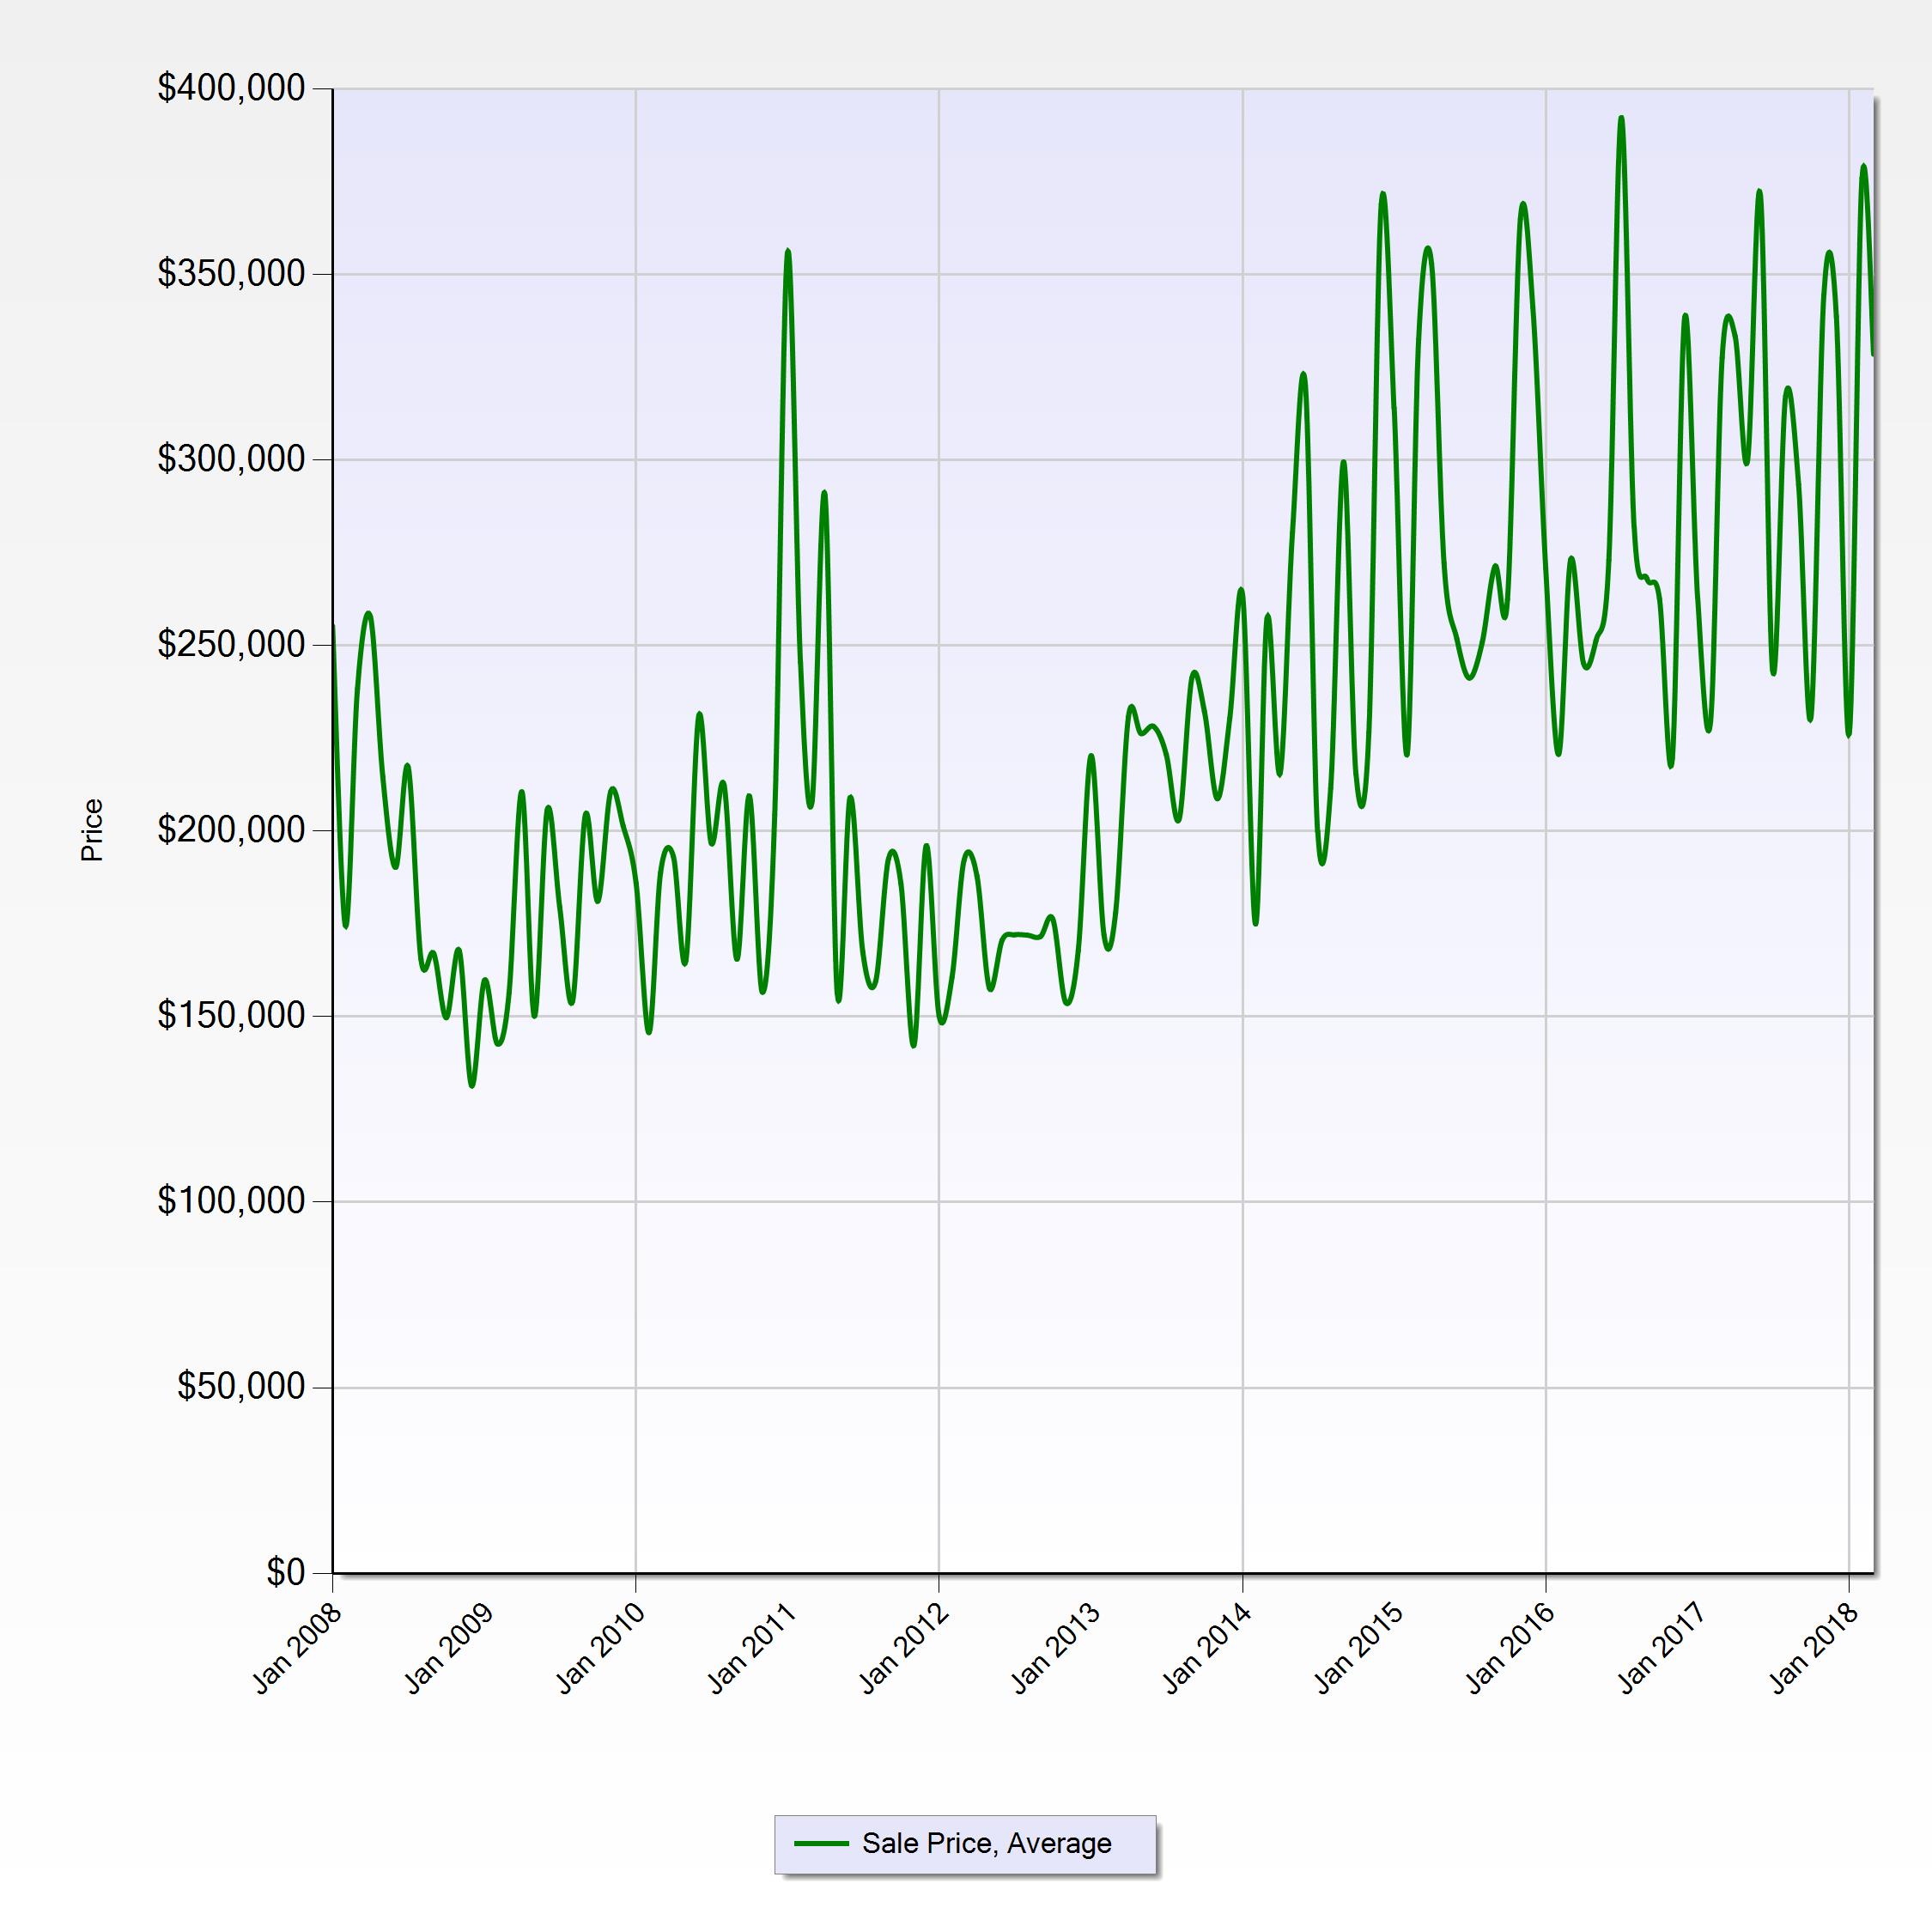 $400,000
$350,000
$300,000
$250,000
$200,000
$150,000
$100,000
$50,000
$0
Price
Jan 2008
Jan 2009
Jan 2010
Jan 2011
Jan 2012
Jan 2013
Jan 2014
Jan 2015
Jan 2016
Jan 2017
Jan 2018
Sale Price, Average